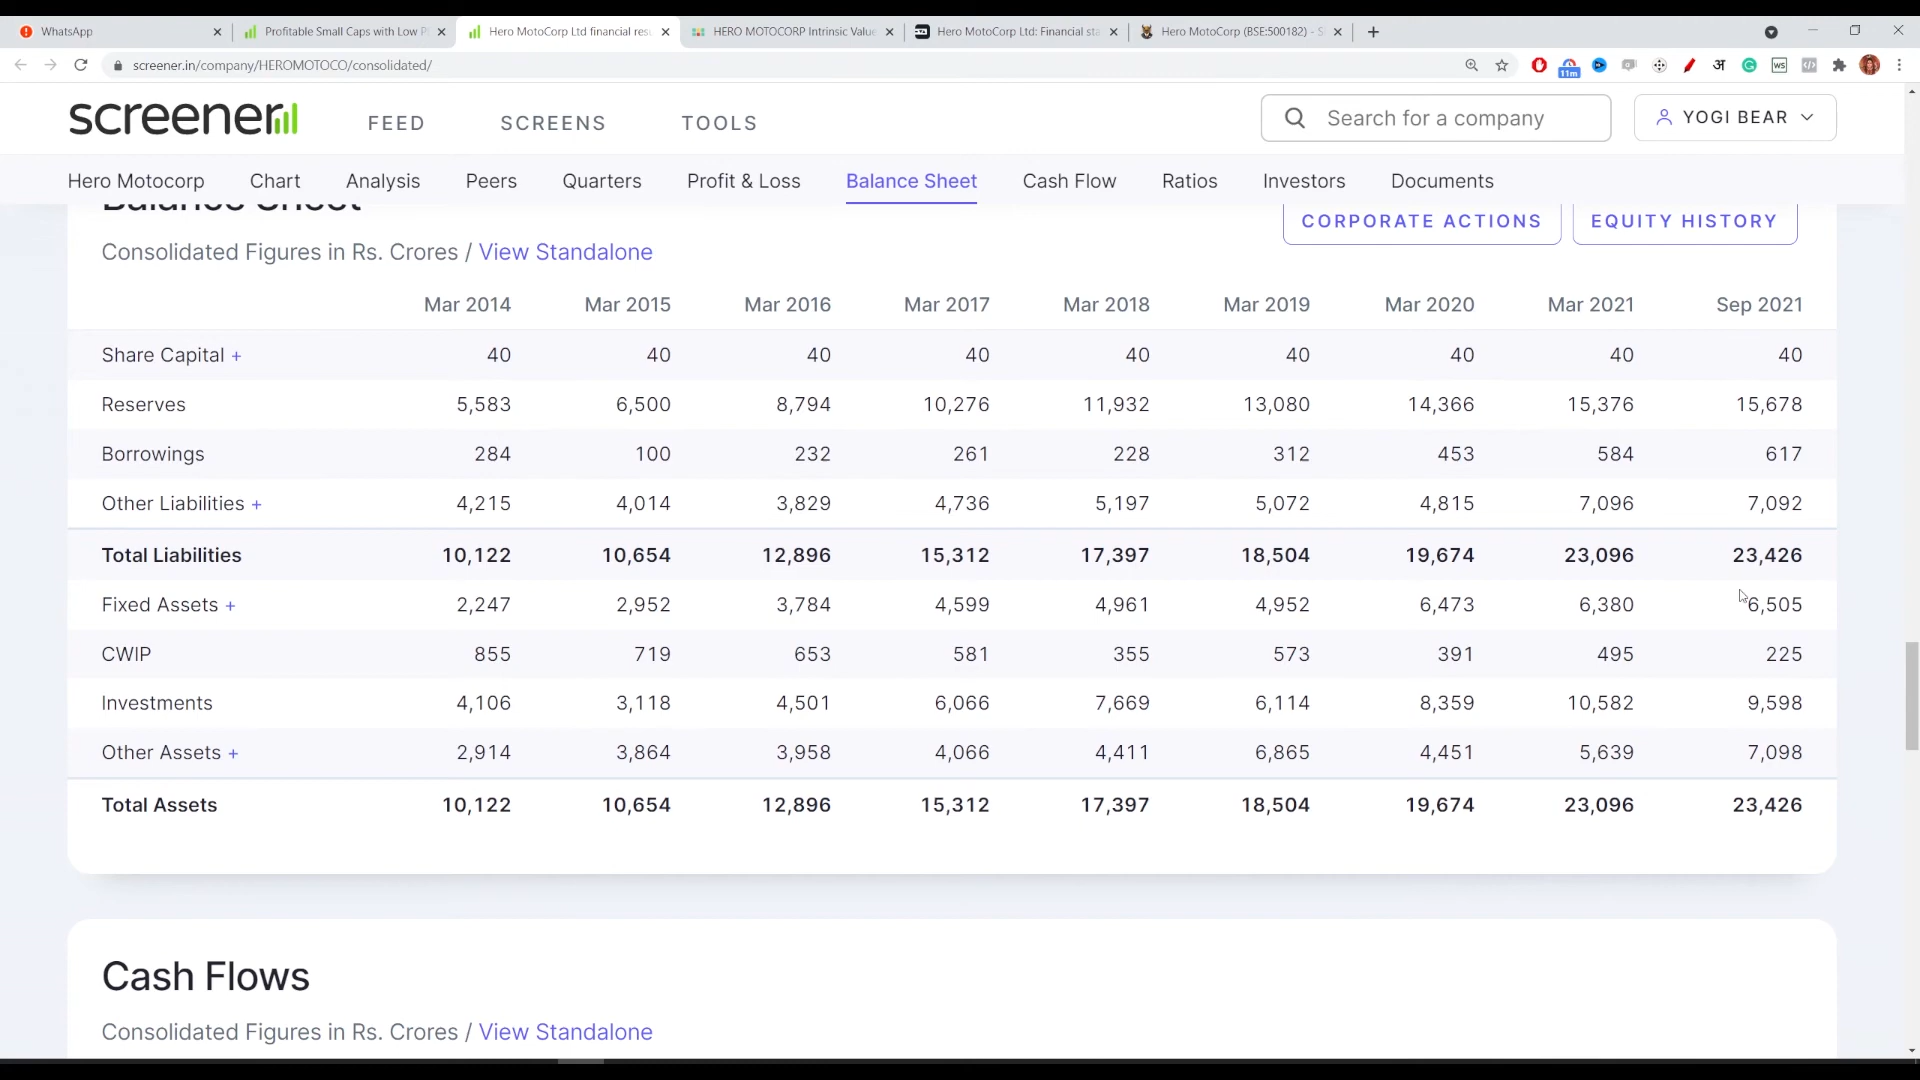 WhatsApp
Profitable Small Caps with Low P
Hero MotoCorp Ltd financial resu
HERO MOTOCORP Intrinsic Value
Hero MotoCorp Ltd: Financial sta
Hero MotoCorp (BSE:500182) - S
screener.in/company/HEROMOTOCO/consolidated/
11m
अ
WS
screener FEED SCREENS TOOLS Search for a company YOGI BEAR
Hero Motocorp Chart Analysis Peers Quarters Profit & Loss Balance Sheet Cash Flow Ratios Investors Documents
Balance Sheet CORPORATE ACTIONS EQUITY HISTORY
Consolidated Figures in Rs. Crores / View Standalone
Mar 2014 Mar 2015 Mar 2016 Mar 2017 Mar 2018 Mar 2019 Mar 2020 Mar 2021 Sep 2021
Share Capital + 40 40 40 40 40 40 40 40 40
Reserves 5,583 6,500 8,794 10,276 11,932 13,080 14,366 15,376 15,678
Borrowings 284 100 232 261 228 312 453 584 617
Other Liabilities + 4,215 4,014 3,829 4,736 5,197 5,072 4,815 7,096 7,092
Total Liabilities 10,122 10,654 12,896 15,312 17,397 18,504 19,674 23,096 23,426
Fixed Assets + 2,247 2,952 3,784 4,599 4,961 4,952 6,473 6,380 6,505
CWIP 855 719 653 581 355 573 391 495 225
Investments 4,106 3,118 4,501 6,066 7,669 6,114 8,359 10,582 9,598
Other Assets + 2,914 3,864 3,958 4,066 4,411 6,865 4,451 5,639 7,098
Total Assets 10,122 10,654 12,896 15,312 17,397 18,504 19,674 23,096 23,426
Cash Flows
Consolidated Figures in Rs. Crores / View Standalone